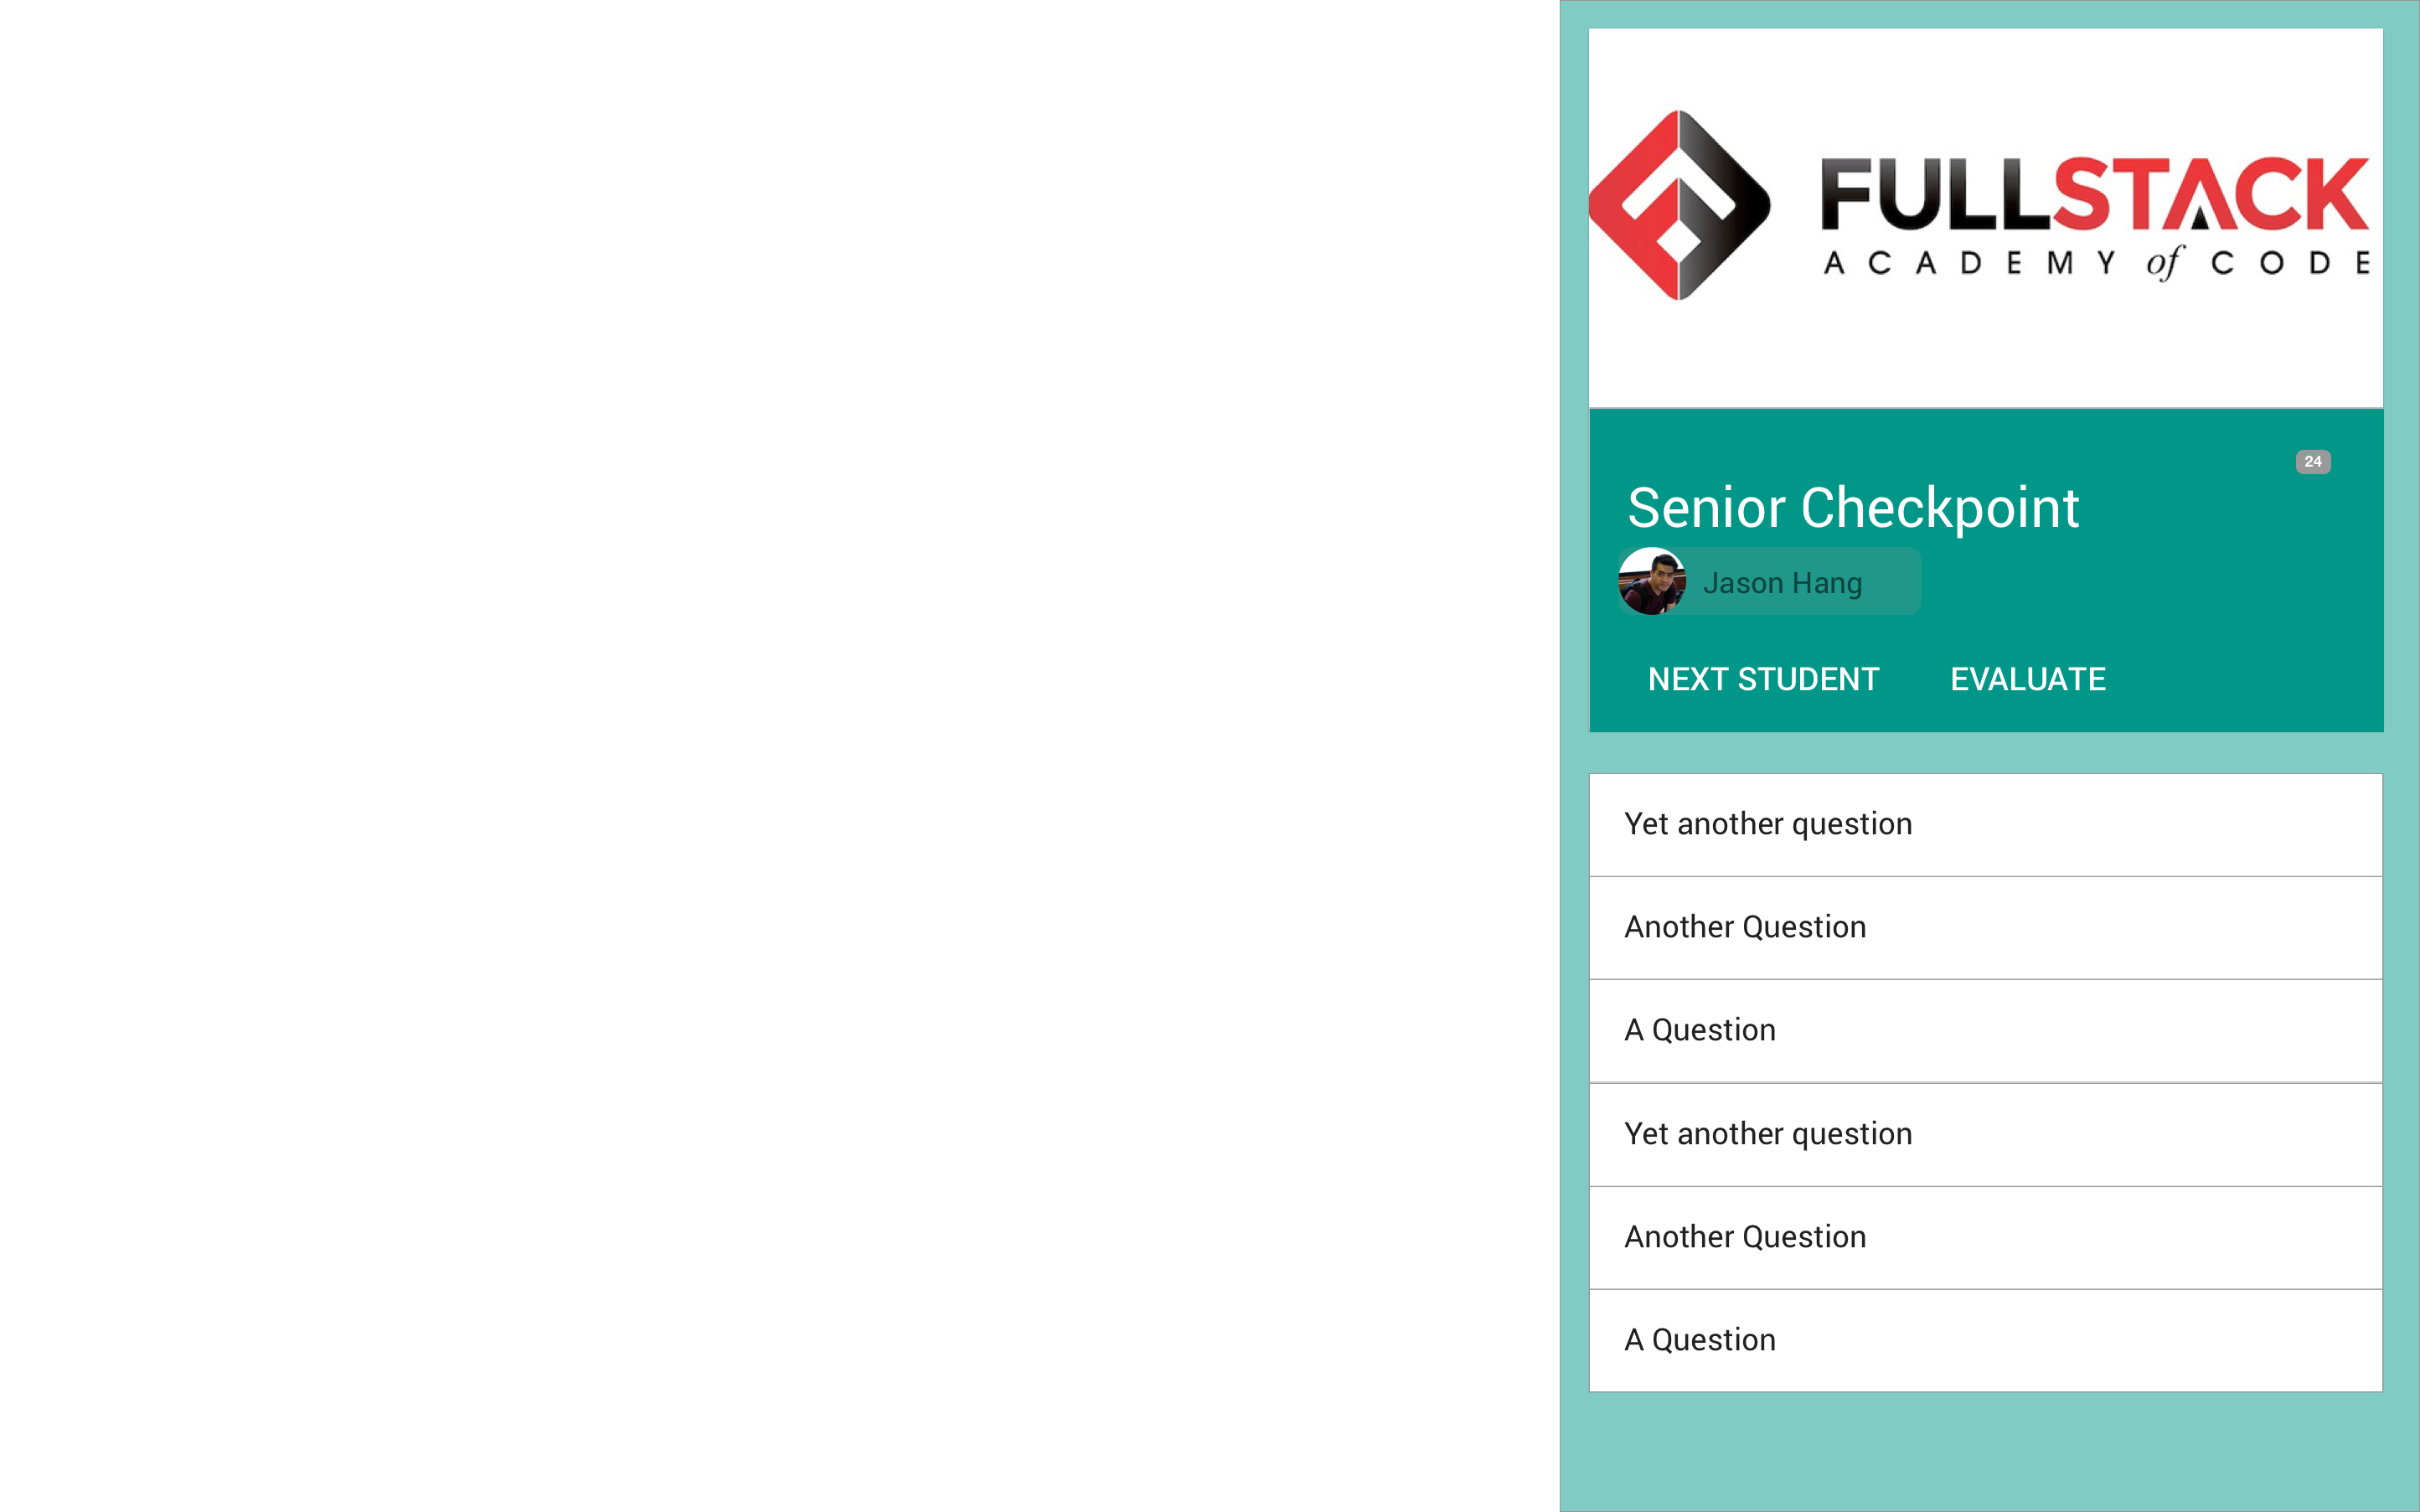 FULLSTACK
ACADEMY of CODE
24
Senior Checkpoint
Jason Hang
NEXT STUDENT EVALUATE
Yet another question
Another Question
A Question
Yet another question
Another Question
A Question